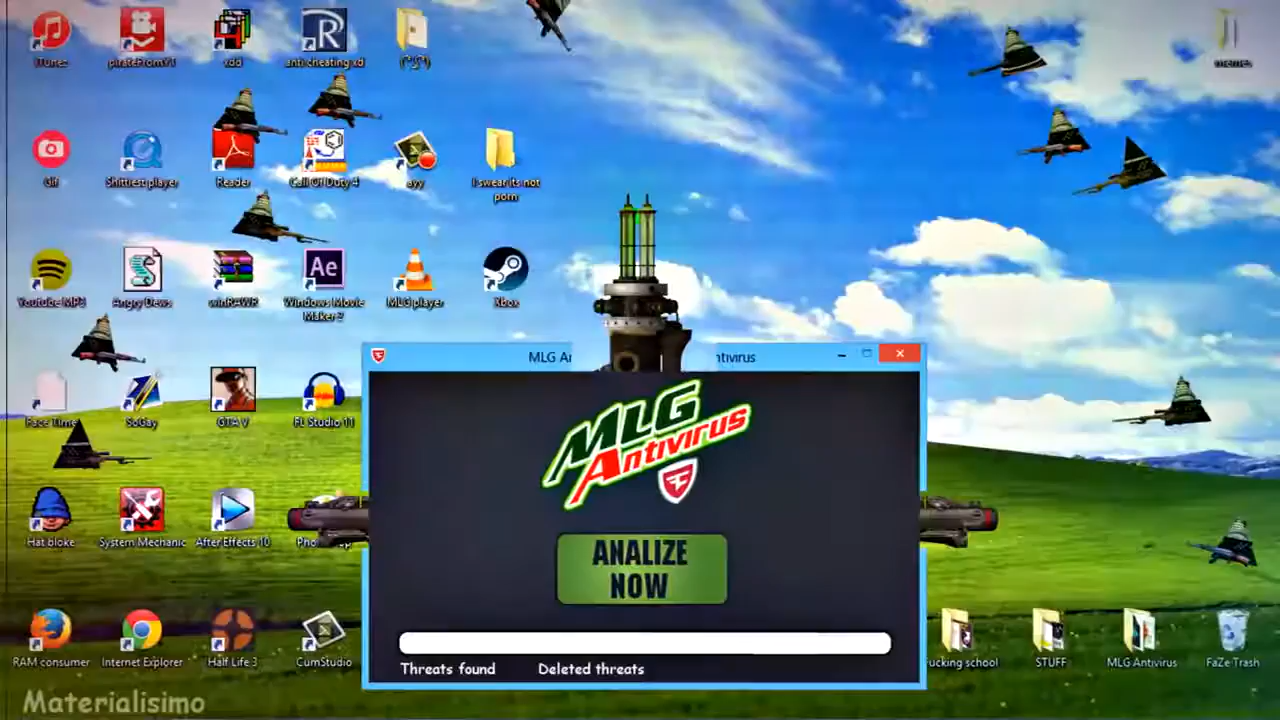 iTunez
pirateFromYT
xdd
anti cheating xd
(°ʖ°)
memes
Gif
Shittiest player
Reader
Call Of Duty 4
ayy
I swear its not
porn
Youtube MP3
Angry Dews
winRAWR
Windows Movie
Maker 2
MLG player
Xbox
MLG
ntivirus
Face Time
SoGay
GTA V
FL Studio 11
MLG
Antivirus
Hat bloke
System Mechanic
After Effects 10
ANALIZE
NOW
RAM consumer
Internet Explorer
Half Life 3
CumStudio
Fucking school
STUFF
MLG Antivirus
FaZe Trash
Threats found
Deleted threats
Materialisimo